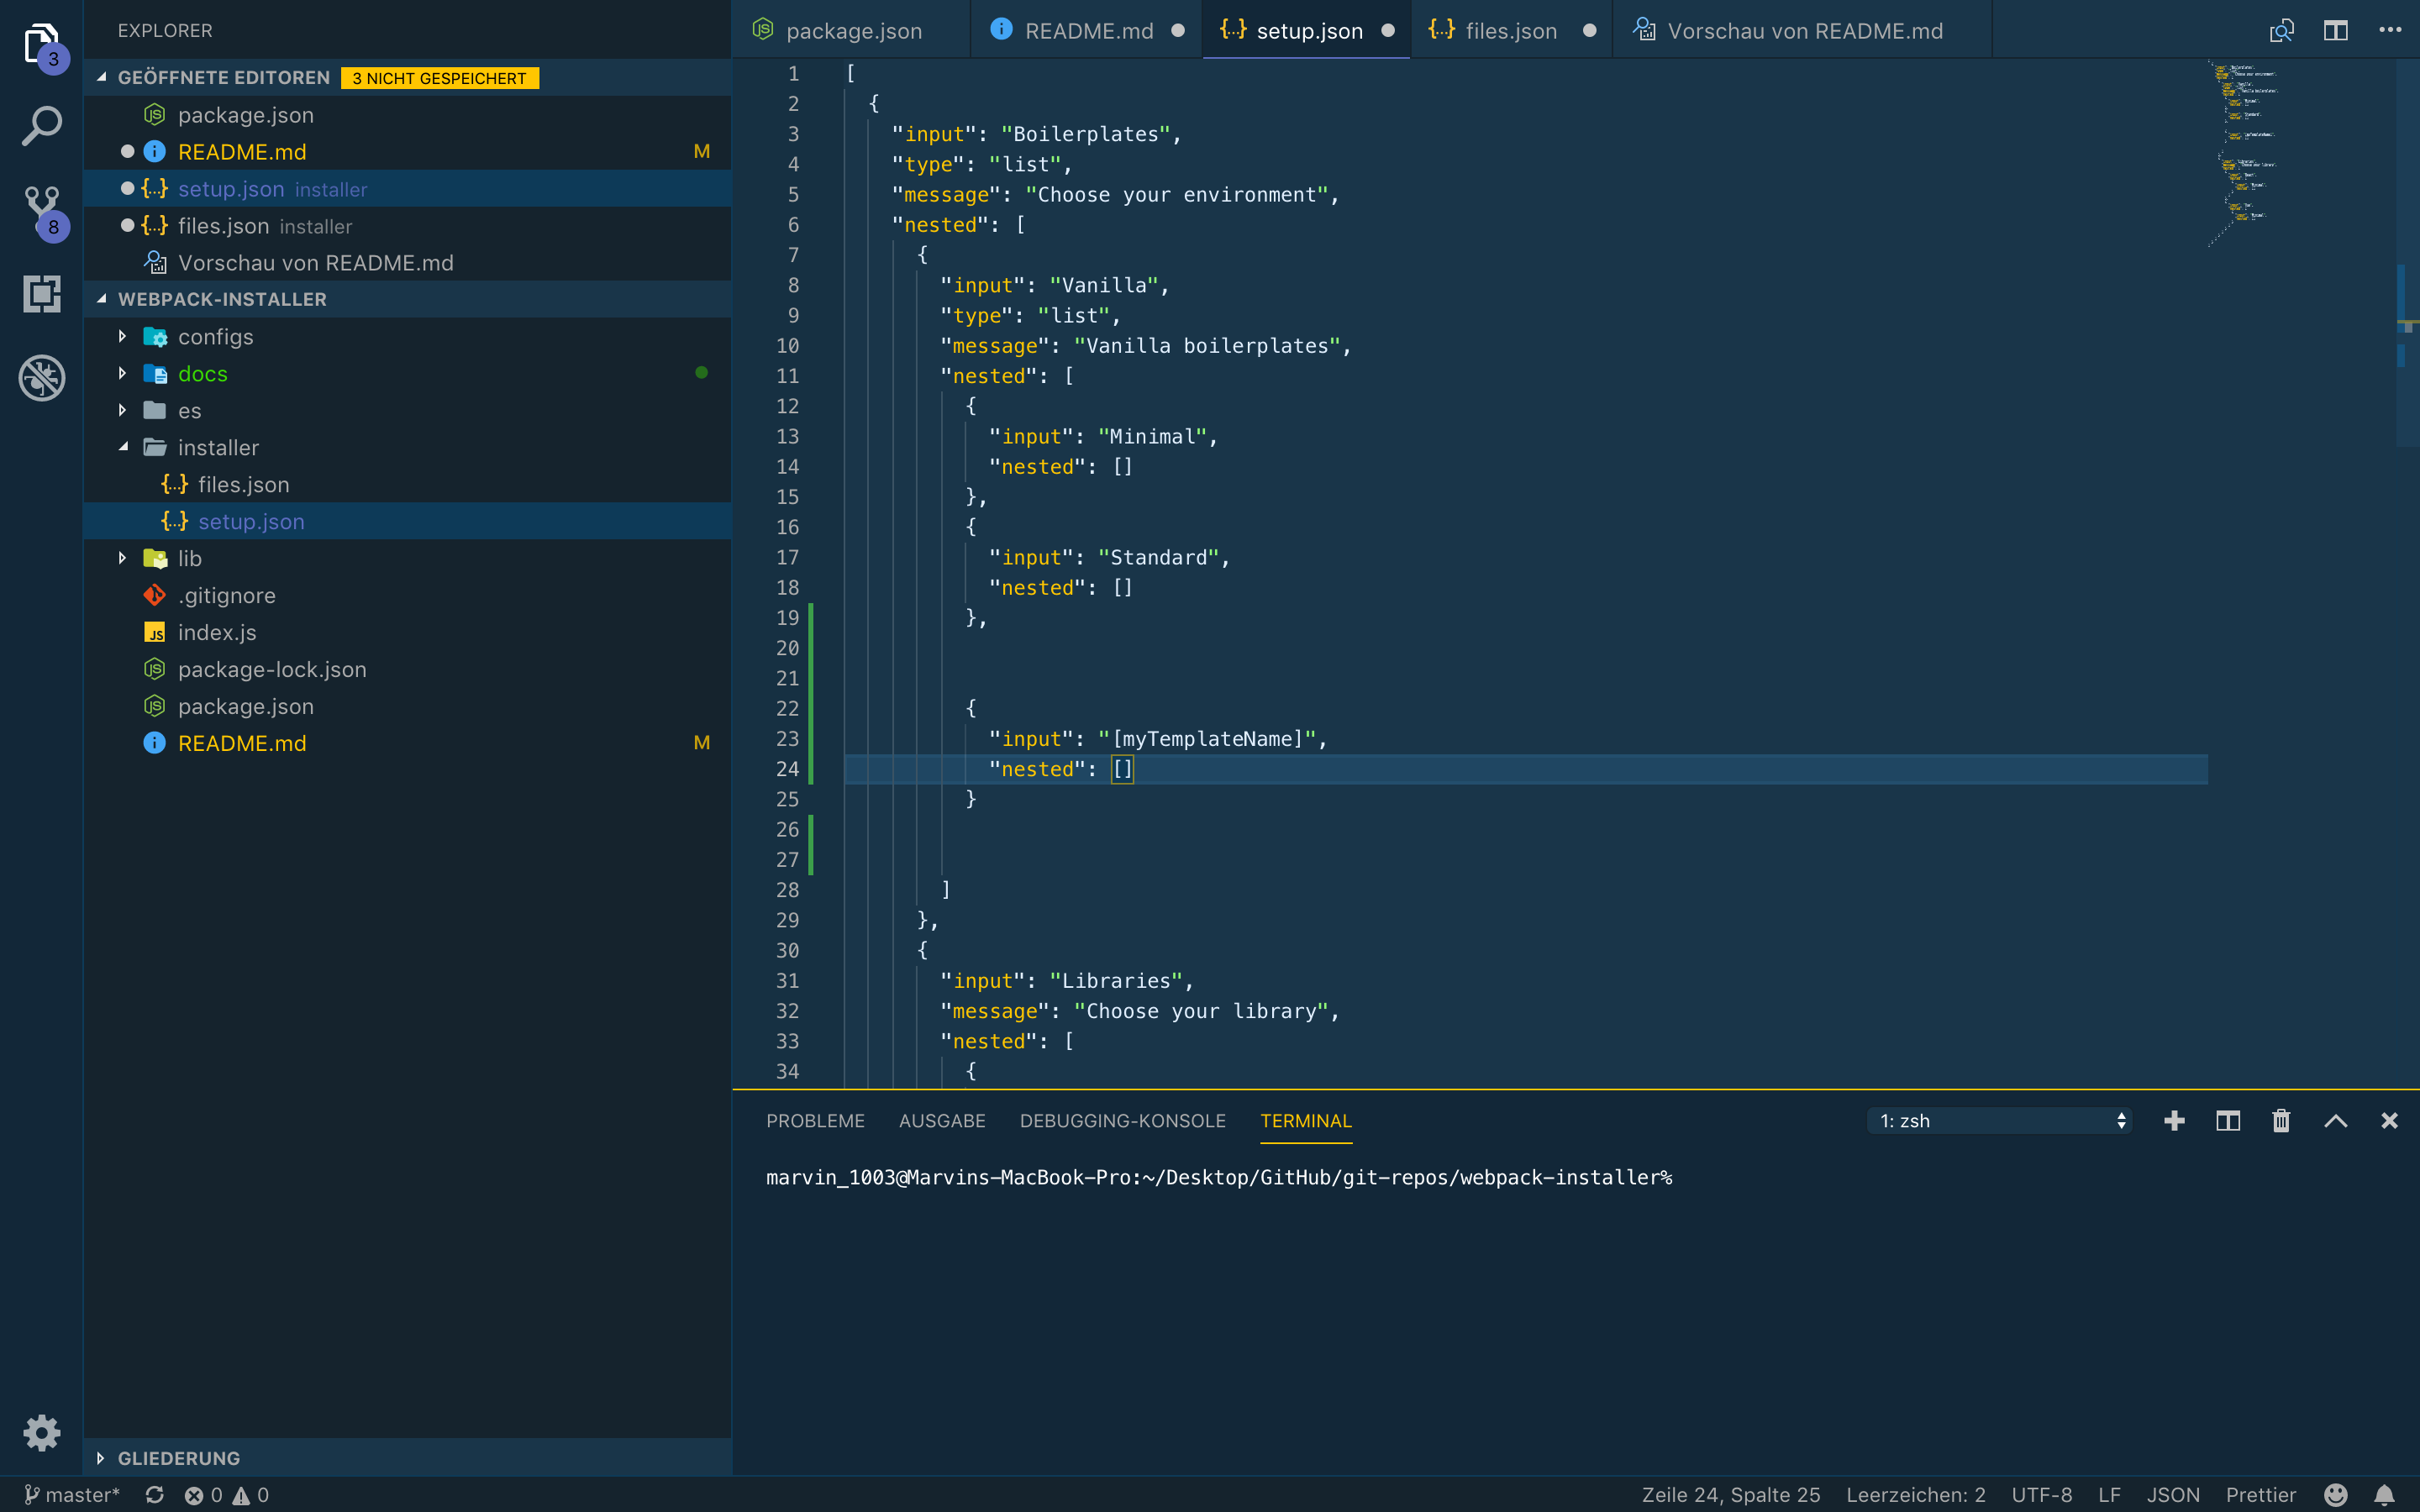 EXPLORER
GEÖFFNETE EDITOREN 3 NICHT GESPEICHERT
package.json
README.md M
setup.json installer
files.json installer
Vorschau von README.md
WEBPACK-INSTALLER
configs
docs
es
installer
files.json
setup.json
lib
.gitignore
index.js
package-lock.json
package.json
README.md M
GLIEDERUNG
3
8
package.json README.md setup.json files.json Vorschau von README.md
1 [
2 {
3 "input": "Boilerplates",
4 "type": "list",
5 "message": "Choose your environment",
6 "nested": [
7 {
8 "input": "Vanilla",
9 "type": "list",
10 "message": "Vanilla boilerplates",
11 "nested": [
12 {
13 "input": "Minimal",
14 "nested": []
15 },
16 {
17 "input": "Standard",
18 "nested": []
19 },
20
21
22 {
23 "input": "[myTemplateName]",
24 "nested": []
25 }
26
27
28 ]
29 },
30 {
31 "input": "Libraries",
32 "message": "Choose your library",
33 "nested": [
34 {
PROBLEME AUSGABE DEBUGGING-KONSOLE TERMINAL 1: zsh
marvin_1003@Marvins-MacBook-Pro:~/Desktop/GitHub/git-repos/webpack-installer%
master* 0 0 Zeile 24, Spalte 25 Leerzeichen: 2 UTF-8 LF JSON Prettier